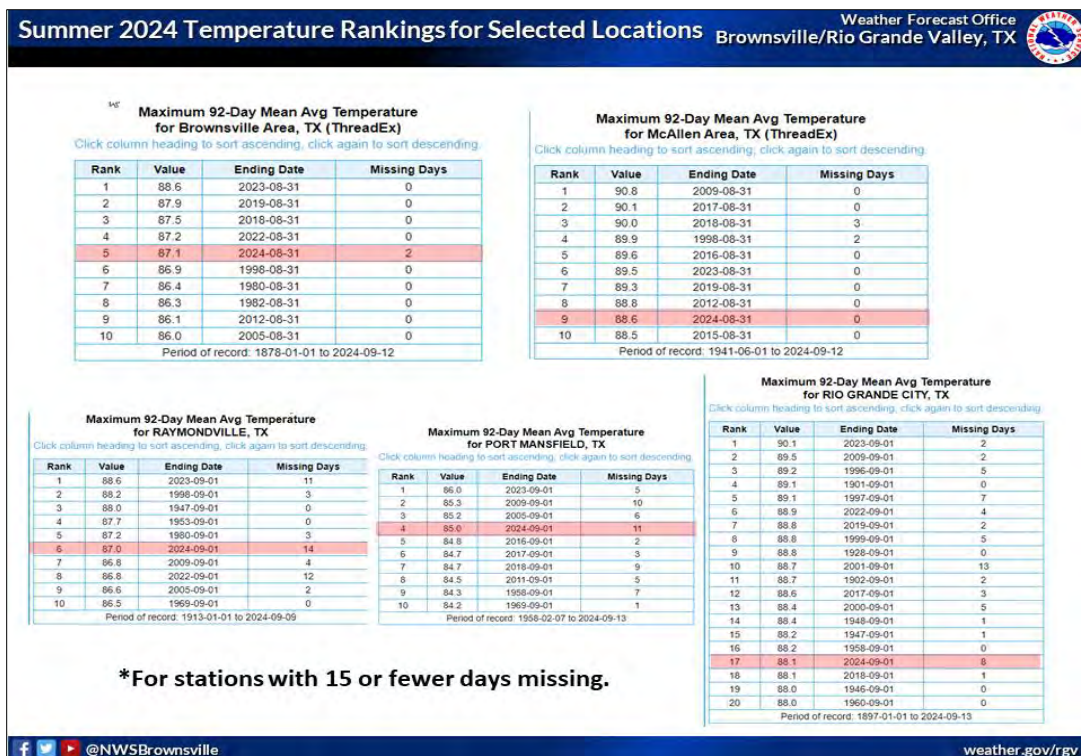 Summer 2024 Temperature Rankings for Selected Locations
Weather Forecast Office
Brownsville/Rio Grande Valley, TX
Maximum 92-Day Mean Avg Temperature
for Brownsville Area, TX (ThreadEx)
Click column heading to sort ascending, click again to sort descending.
Rank Value Ending Date Missing Days
1 88.6 2023-08-31 0
2 87.9 2019-08-31 0
3 87.5 2018-08-31 0
4 87.2 2022-08-31 0
5 87.1 2024-08-31 2
6 86.9 1998-08-31 0
7 86.4 1980-08-31 0
8 86.3 1982-08-31 0
9 86.1 2012-08-31 0
10 86.0 2005-08-31 0
Period of record: 1878-01-01 to 2024-09-12
Maximum 92-Day Mean Avg Temperature
for McAllen Area, TX (ThreadEx)
Click column heading to sort ascending, click again to sort descending.
Rank Value Ending Date Missing Days
1 90.8 2009-08-31 0
2 90.1 2017-08-31 0
3 90.0 2018-08-31 3
4 89.9 1998-08-31 2
5 89.6 2016-08-31 0
6 89.5 2023-08-31 0
7 89.3 2019-08-31 0
8 88.8 2012-08-31 0
9 88.6 2024-08-31 0
10 88.5 2015-08-31 0
Period of record: 1941-06-01 to 2024-09-12
Maximum 92-Day Mean Avg Temperature
for RAYMONDVILLE, TX
Click column heading to sort ascending, click again to sort descending.
Rank Value Ending Date Missing Days
1 88.6 2023-09-01 11
2 88.2 1998-09-01 3
3 88.0 1947-09-01 0
4 87.7 1953-09-01 0
5 87.2 1980-09-01 3
6 87.0 2024-09-01 14
7 86.8 2009-09-01 4
8 86.8 2022-09-01 12
9 86.6 2005-09-01 2
10 86.5 1969-09-01 0
Period of record: 1913-01-01 to 2024-09-09
Maximum 92-Day Mean Avg Temperature
for PORT MANSFIELD, TX
Click column heading to sort ascending, click again to sort descending.
Rank Value Ending Date Missing Days
1 86.0 2023-09-01 5
2 85.3 2009-09-01 10
3 85.2 2005-09-01 6
4 85.0 2024-09-01 11
5 84.8 2016-09-01 2
6 84.7 2017-09-01 3
7 84.7 2018-09-01 9
8 84.5 2011-09-01 5
9 84.3 1958-09-01 7
10 84.2 1969-09-01 1
Period of record: 1958-02-07 to 2024-09-13
Maximum 92-Day Mean Avg Temperature
for RIO GRANDE CITY, TX
Click column heading to sort ascending, click again to sort descending.
Rank Value Ending Date Missing Days
1 90.1 2023-09-01 2
2 89.5 2009-09-01 2
3 89.2 1996-09-01 5
4 89.1 1901-09-01 0
5 89.1 1997-09-01 7
6 88.9 2022-09-01 4
7 88.8 2019-09-01 2
8 88.8 1999-09-01 5
9 88.8 1928-09-01 0
10 88.7 2001-09-01 13
11 88.7 1902-09-01 2
12 88.6 2017-09-01 3
13 88.4 2000-09-01 5
14 88.4 1948-09-01 1
15 88.2 1947-09-01 1
16 88.2 1958-09-01 0
17 88.1 2024-09-01 8
18 88.1 2018-09-01 1
19 88.0 1946-09-01 0
20 88.0 1960-09-01 0
Period of record: 1897-01-01 to 2024-09-13
*For stations with 15 or fewer days missing.
@NWSBrownsville
weather.gov/rgv